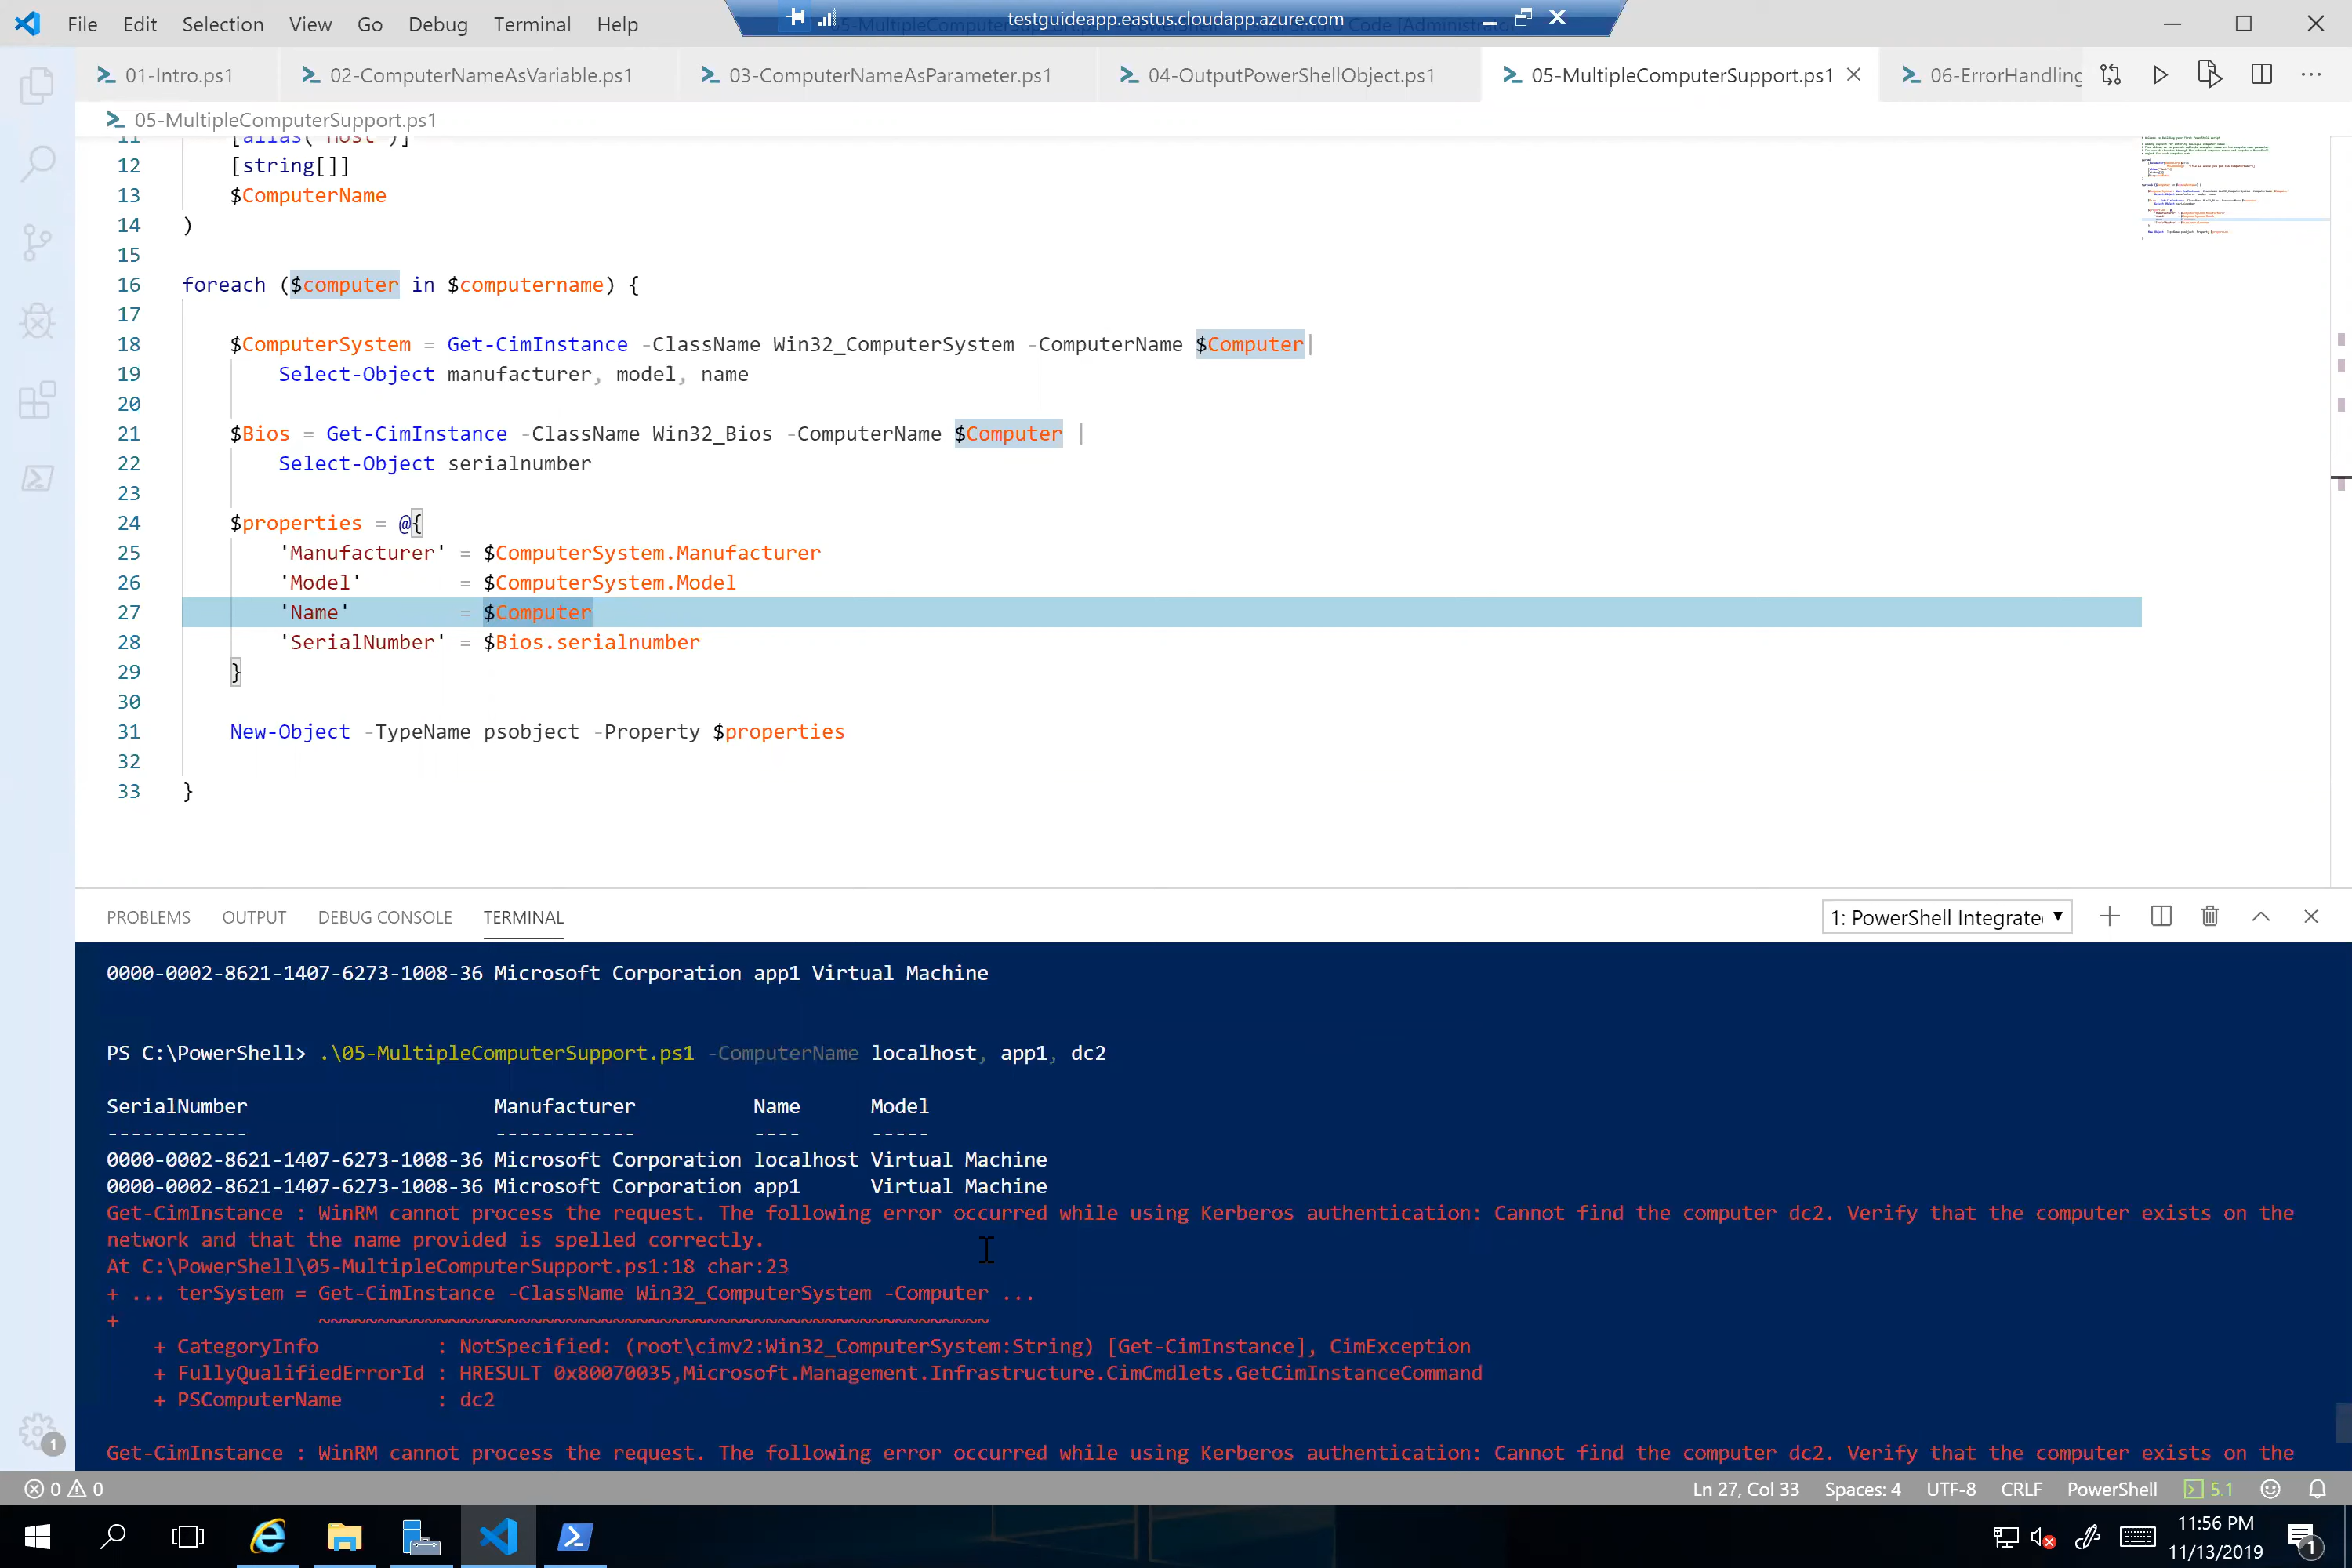 File Edit Selection View Go Debug Terminal Help
testguideapp.eastus.cloudapp.azure.com
01-Intro.ps1 02-ComputerNameAsVariable.ps1 03-ComputerNameAsParameter.ps1 04-OutputPowerShellObject.ps1 05-MultipleComputerSupport.ps1 06-ErrorHandling
05-MultipleComputerSupport.ps1
11 [alias('host')]
12 [string[]]
13 $ComputerName
14 )
15
16 foreach ($computer in $computername) {
17
18 $ComputerSystem = Get-CimInstance -ClassName Win32_ComputerSystem -ComputerName $Computer|
19 Select-Object manufacturer, model, name
20
21 $Bios = Get-CimInstance -ClassName Win32_Bios -ComputerName $Computer |
22 Select-Object serialnumber
23
24 $properties = @{
25 'Manufacturer' = $ComputerSystem.Manufacturer
26 'Model' = $ComputerSystem.Model
27 'Name' = $Computer
28 'SerialNumber' = $Bios.serialnumber
29 }
30
31 New-Object -TypeName psobject -Property $properties
32
33 }
PROBLEMS OUTPUT DEBUG CONSOLE TERMINAL 1: PowerShell Integrate
0000-0002-8621-1407-6273-1008-36 Microsoft Corporation app1 Virtual Machine
PS C:\PowerShell> .\05-MultipleComputerSupport.ps1 -ComputerName localhost, app1, dc2
SerialNumber Manufacturer Name Model
------------ ------------ ---- -----
0000-0002-8621-1407-6273-1008-36 Microsoft Corporation localhost Virtual Machine
0000-0002-8621-1407-6273-1008-36 Microsoft Corporation app1 Virtual Machine
Get-CimInstance : WinRM cannot process the request. The following error occurred while using Kerberos authentication: Cannot find the computer dc2. Verify that the computer exists on the
network and that the name provided is spelled correctly.
At C:\PowerShell\05-MultipleComputerSupport.ps1:18 char:23
+ ... terSystem = Get-CimInstance -ClassName Win32_ComputerSystem -Computer ...
+ ~~~~~~~~~~~~~~~~~~~~~~~~~~~~~~~~~~~~~~~~~~~~~~~~~~~~~~~~~
+ CategoryInfo : NotSpecified: (root\cimv2:Win32_ComputerSystem:String) [Get-CimInstance], CimException
+ FullyQualifiedErrorId : HRESULT 0x80070035,Microsoft.Management.Infrastructure.CimCmdlets.GetCimInstanceCommand
+ PSComputerName : dc2
Get-CimInstance : WinRM cannot process the request. The following error occurred while using Kerberos authentication: Cannot find the computer dc2. Verify that the computer exists on the
1
0 0 Ln 27, Col 33 Spaces: 4 UTF-8 CRLF PowerShell 5.1
11:56 PM
11/13/2019
1